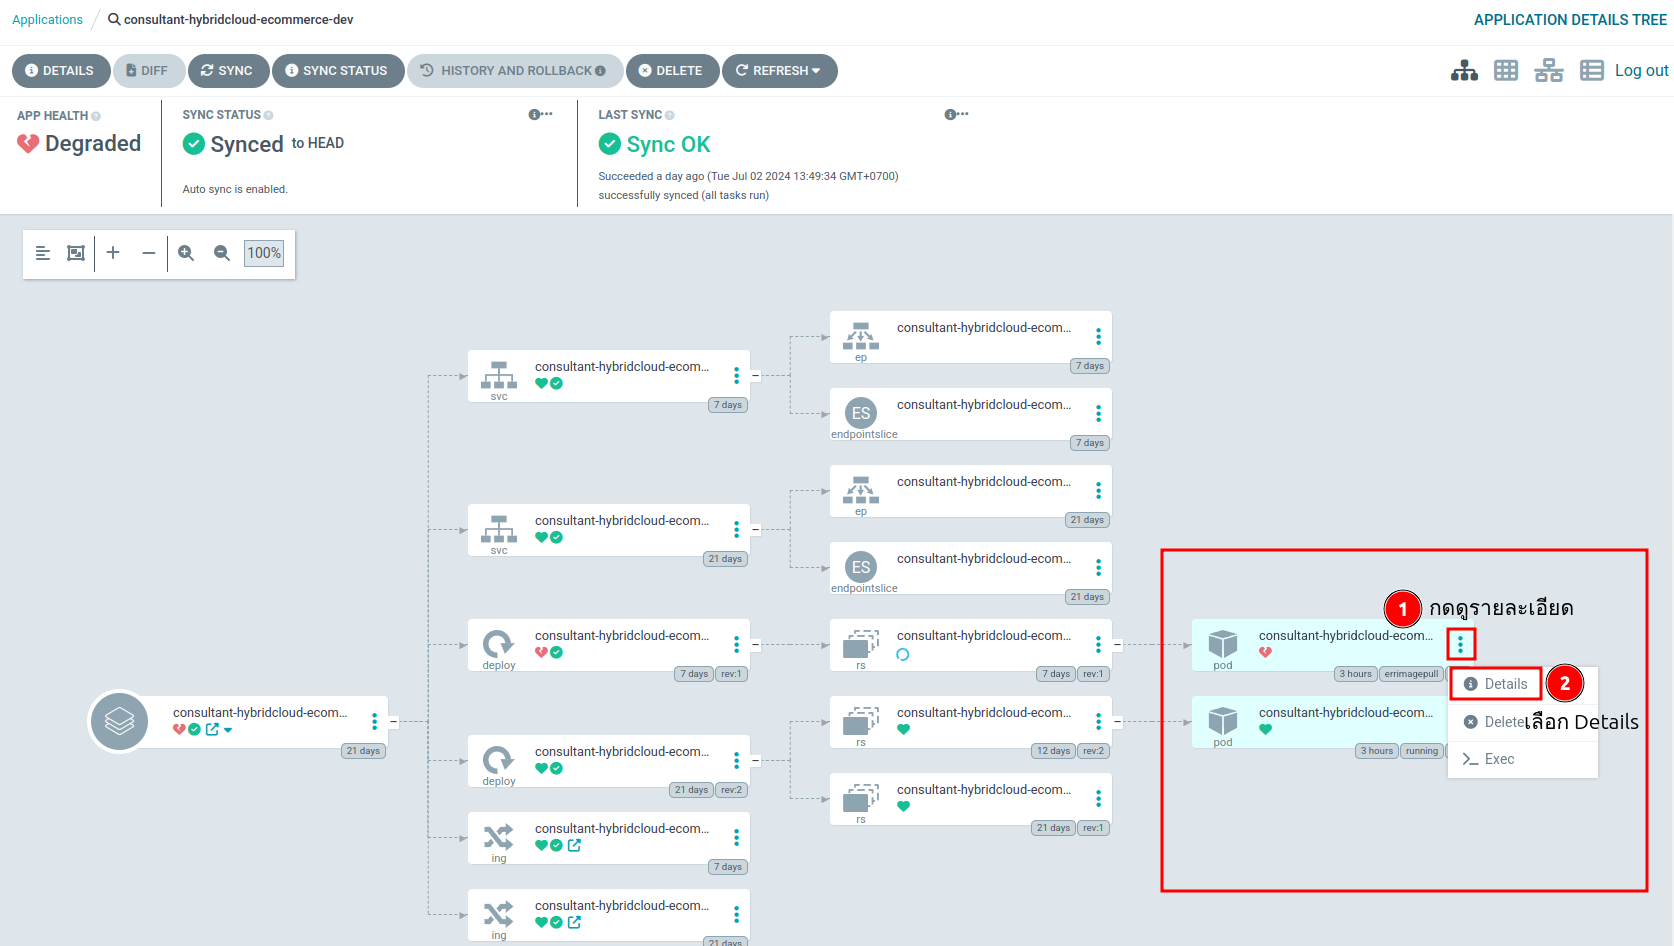 Applications / consultant-hybridcloud-ecommerce-dev
APPLICATION DETAILS TREE
DETAILS
DIFF
SYNC
SYNC STATUS
HISTORY AND ROLLBACK
DELETE
REFRESH
Log out
APP HEALTH
Degraded
SYNC STATUS
Synced to HEAD
Auto sync is enabled.
LAST SYNC
Sync OK
Succeeded a day ago (Tue Jul 02 2024 13:49:34 GMT+0700)
successfully synced (all tasks run)
100%
consultant-hybridcloud-ecom...
ep
7 days
consultant-hybridcloud-ecom...
svc
7 days
consultant-hybridcloud-ecom...
ES
endpointslice
7 days
consultant-hybridcloud-ecom...
ep
21 days
consultant-hybridcloud-ecom...
svc
21 days
consultant-hybridcloud-ecom...
ES
endpointslice
21 days
1 กดดูรายละเอียด
consultant-hybridcloud-ecom...
deploy
7 days rev:1
consultant-hybridcloud-ecom...
rs
7 days rev:1
consultant-hybridcloud-ecom...
pod
3 hours errimagepull
Details 2
Delete
เลือก Details
Exec
consultant-hybridcloud-ecom...
21 days
consultant-hybridcloud-ecom...
rs
12 days rev:2
consultant-hybridcloud-ecom...
pod
3 hours running
consultant-hybridcloud-ecom...
deploy
21 days rev:2
consultant-hybridcloud-ecom...
rs
21 days rev:1
consultant-hybridcloud-ecom...
ing
7 days
consultant-hybridcloud-ecom...
ing
21 days